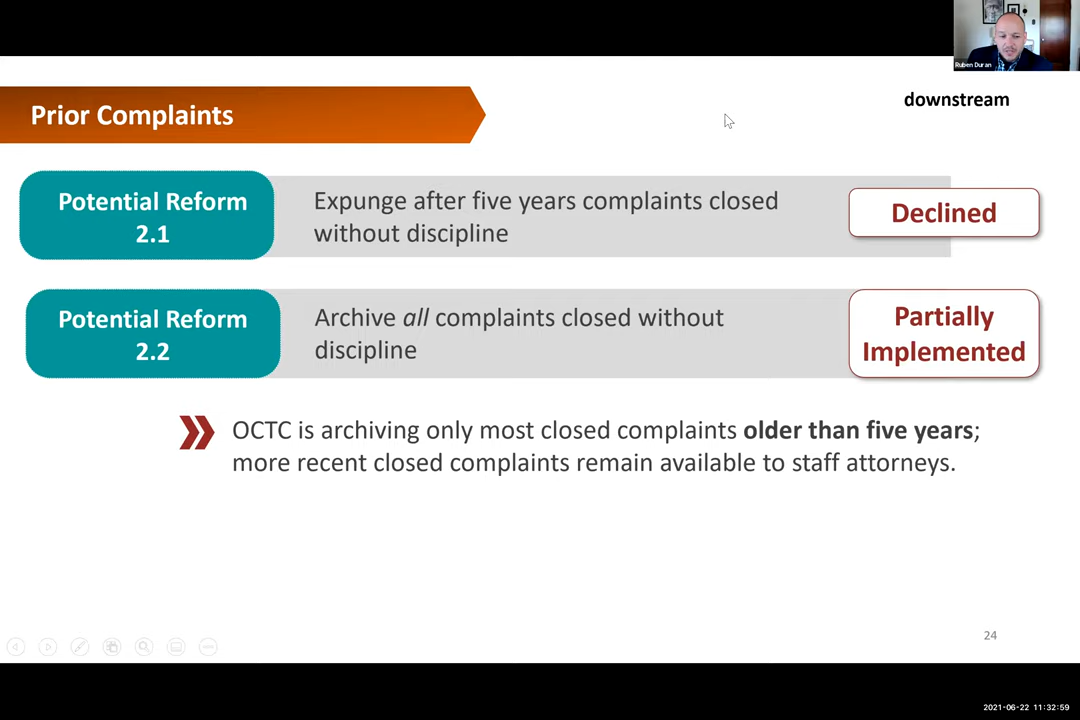 Ruben Duran
downstream
Prior Complaints
Potential Reform
2.1
Expunge after five years complaints closed
without discipline
Declined
Potential Reform
2.2
Archive all complaints closed without
discipline
Partially
Implemented
OCTC is archiving only most closed complaints older than five years;
more recent closed complaints remain available to staff attorneys.
24
2021-06-22 11:32:59